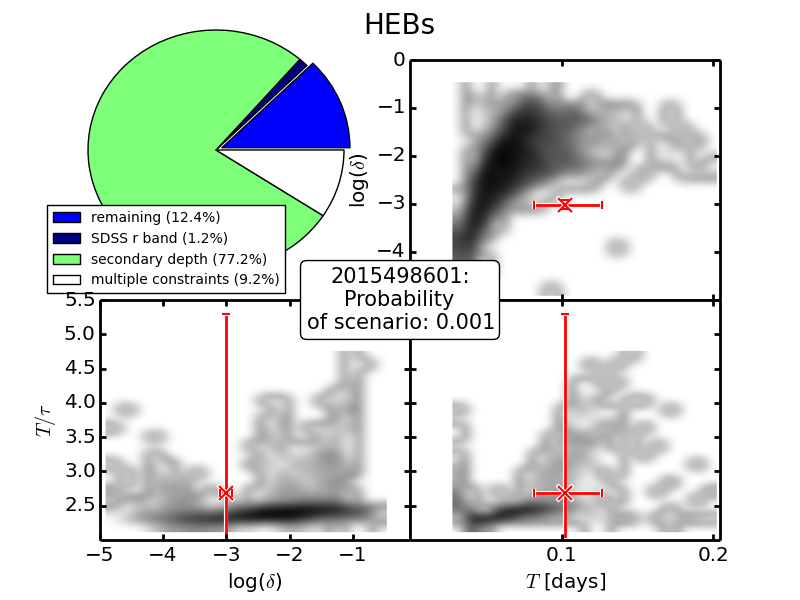 HEBs
remaining (12.4%)
SDSS r band (1.2%)
secondary depth (77.2%)
multiple constraints (9.2%)
0
−1
−2
−3
−4
log(δ)
2015498601:
Probability
of scenario: 0.001
5.5
5.0
4.5
4.0
3.5
3.0
2.5
T/τ
−5 −4 −3 −2 −1
log(δ)
0.1 0.2
T [days]